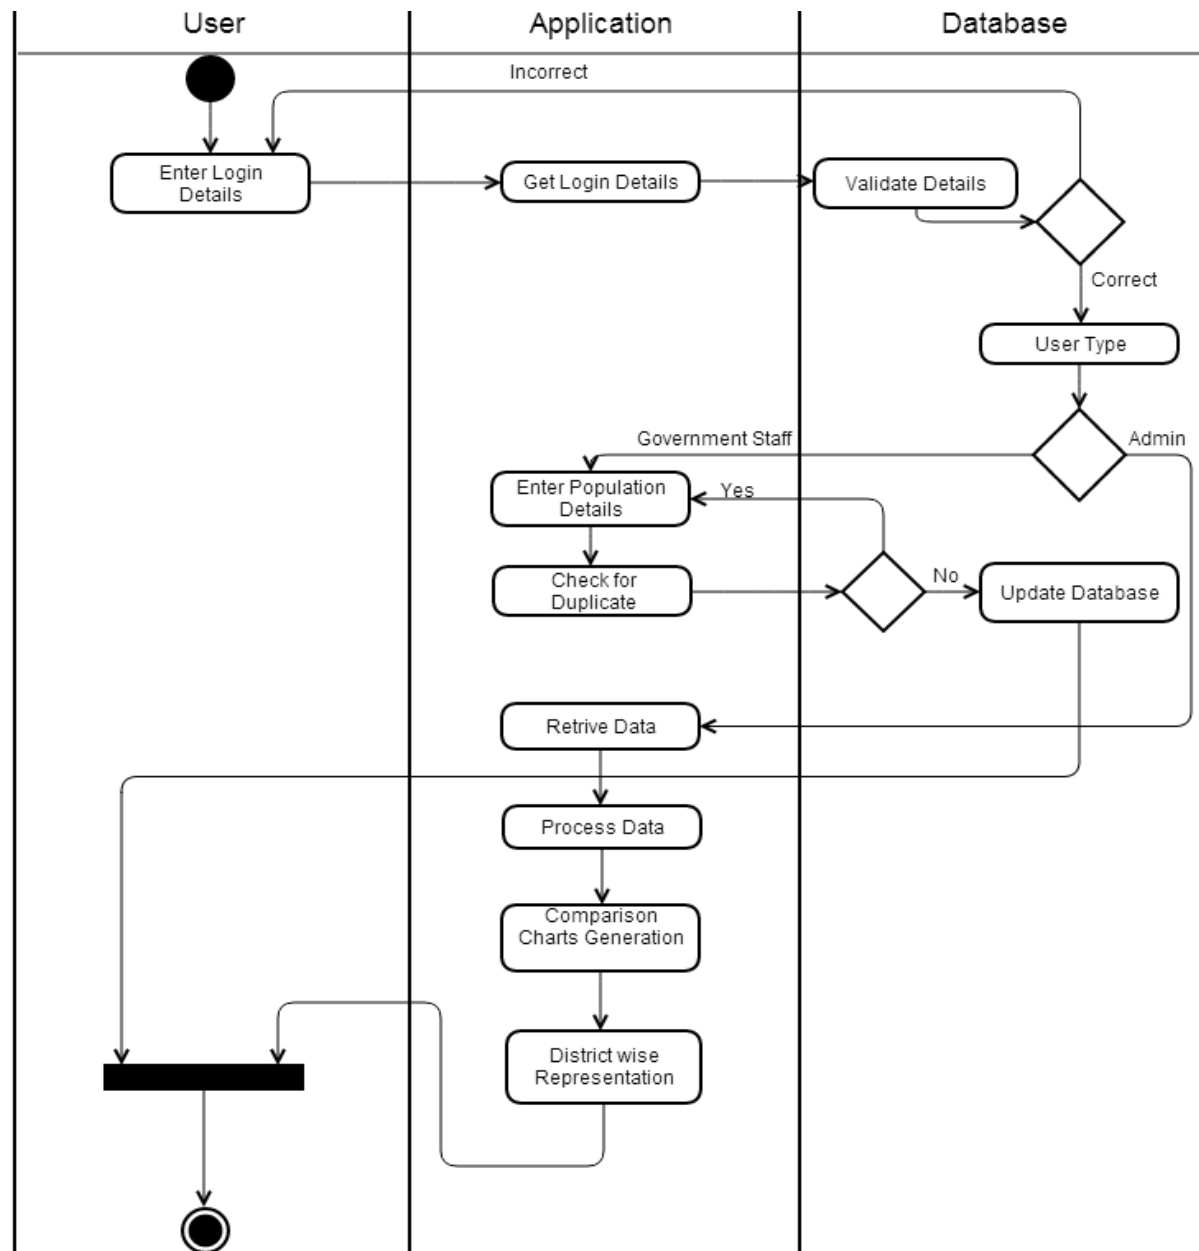 User
Application
Database
Incorrect
Enter Login
Details
Get Login Details
Validate Details
Correct
User Type
Government Staff
Admin
Enter Population
Details
Yes
Check for
Duplicate
No
Update Database
Retrive Data
Process Data
Comparison
Charts Generation
District wise
Representation